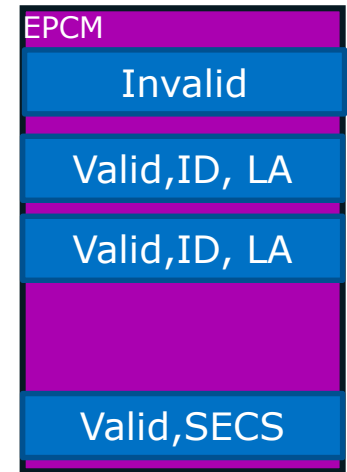 EPCM
Invalid
Valid,ID, LA
Valid,ID, LA
Valid,SECS